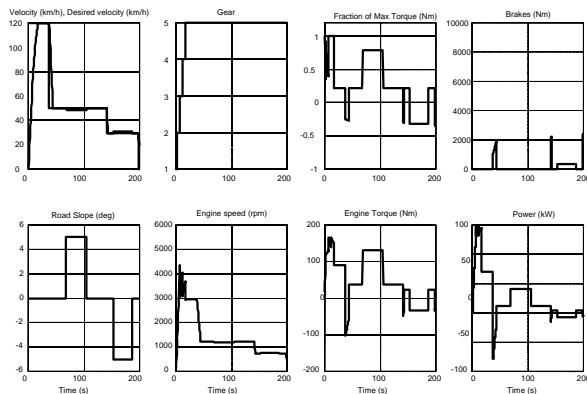 Velocity (km/h), Desired velocity (km/h)
Gear
Fraction of Max Torque (Nm)
Brakes (Nm)
120
100
80
60
40
20
0
0 100 200
5
4
3
2
1
0 100 200
1
0.5
0
-0.5
1
0 100 200
10000
8000
6000
4000
2000
0
0 100 200
Road Slope (deg)
Engine speed (rpm)
Engine Torque (Nm)
Power (kW)
6
4
2
0
-2
-4
-6
0 100 200
Time (s)
6000
5000
4000
3000
2000
1000
0
0 100 200
Time (s)
200
100
0
-100
-200
0 100 200
Time (s)
100
50
0
-50
-100
0 100 200
Time (s)